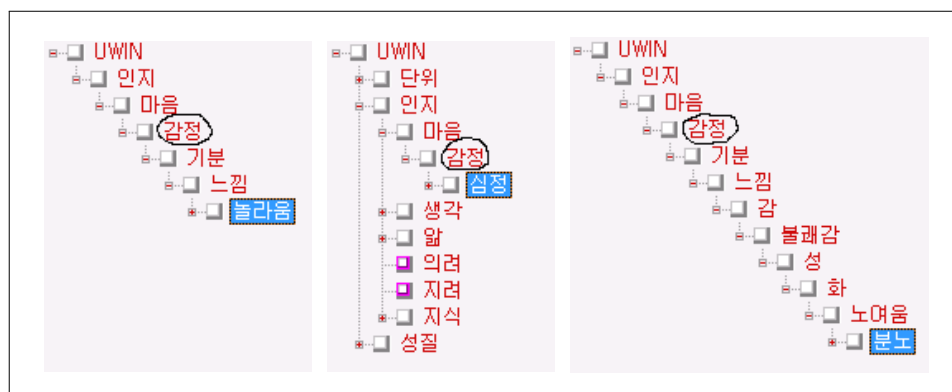 UWIN
인지
마음
감정
기분
느낌
놀라움
UWIN
단위
인지
마음
감정
심정
생각
앎
의려
지려
지식
성질
UWIN
인지
마음
감정
기분
느낌
감
불쾌감
성
화
노여움
분노